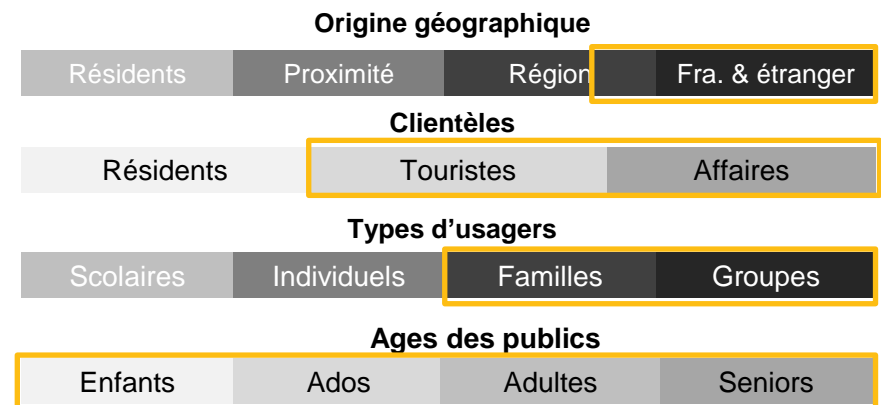 Origine géographique
Résidents Proximité Région Fra. & étranger
Clientèles
Résidents Touristes Affaires
Types d'usagers
Scolaires Individuels Familles Groupes
Ages des publics
Enfants Ados Adultes Seniors